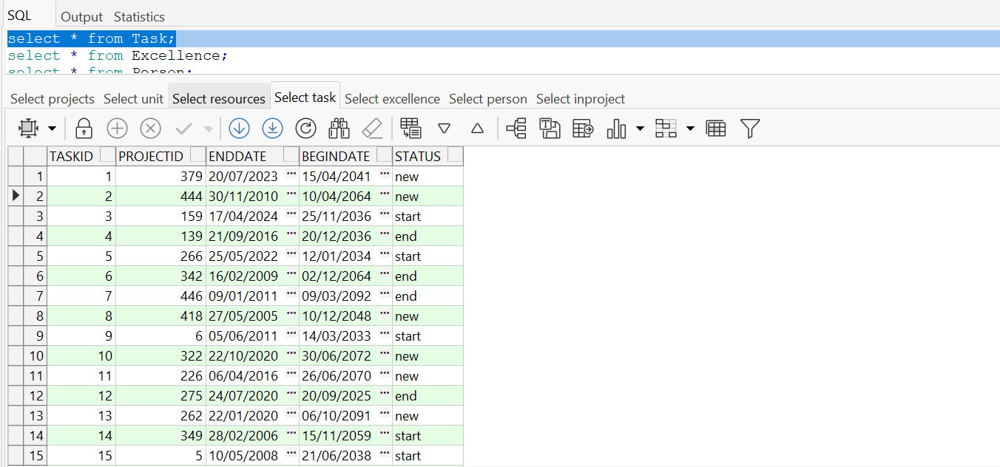 SQL Output Statistics
select * from Task;
select * from Excellence;
select * from Person;
Select projects Select unit Select resources Select task Select excellence Select person Select inproject
TASKID PROJECTID ENDDATE BEGINDATE STATUS
1 1 379 20/07/2023 ... 15/04/2041 ... new
2 2 444 30/11/2010 ... 10/04/2064 ... new
3 3 159 17/04/2024 ... 25/11/2036 ... start
4 4 139 21/09/2016 ... 20/12/2036 ... end
5 5 266 25/05/2022 ... 12/01/2034 ... start
6 6 342 16/02/2009 ... 02/12/2064 ... end
7 7 446 09/01/2011 ... 09/03/2092 ... end
8 8 418 27/05/2005 ... 10/12/2048 ... new
9 9 6 05/06/2011 ... 14/03/2033 ... start
10 10 322 22/10/2020 ... 30/06/2072 ... new
11 11 226 06/04/2016 ... 26/06/2070 ... new
12 12 275 24/07/2020 ... 20/09/2025 ... end
13 13 262 22/01/2020 ... 06/10/2091 ... new
14 14 349 28/02/2006 ... 15/11/2059 ... start
15 15 5 10/05/2008 ... 21/06/2038 ... start